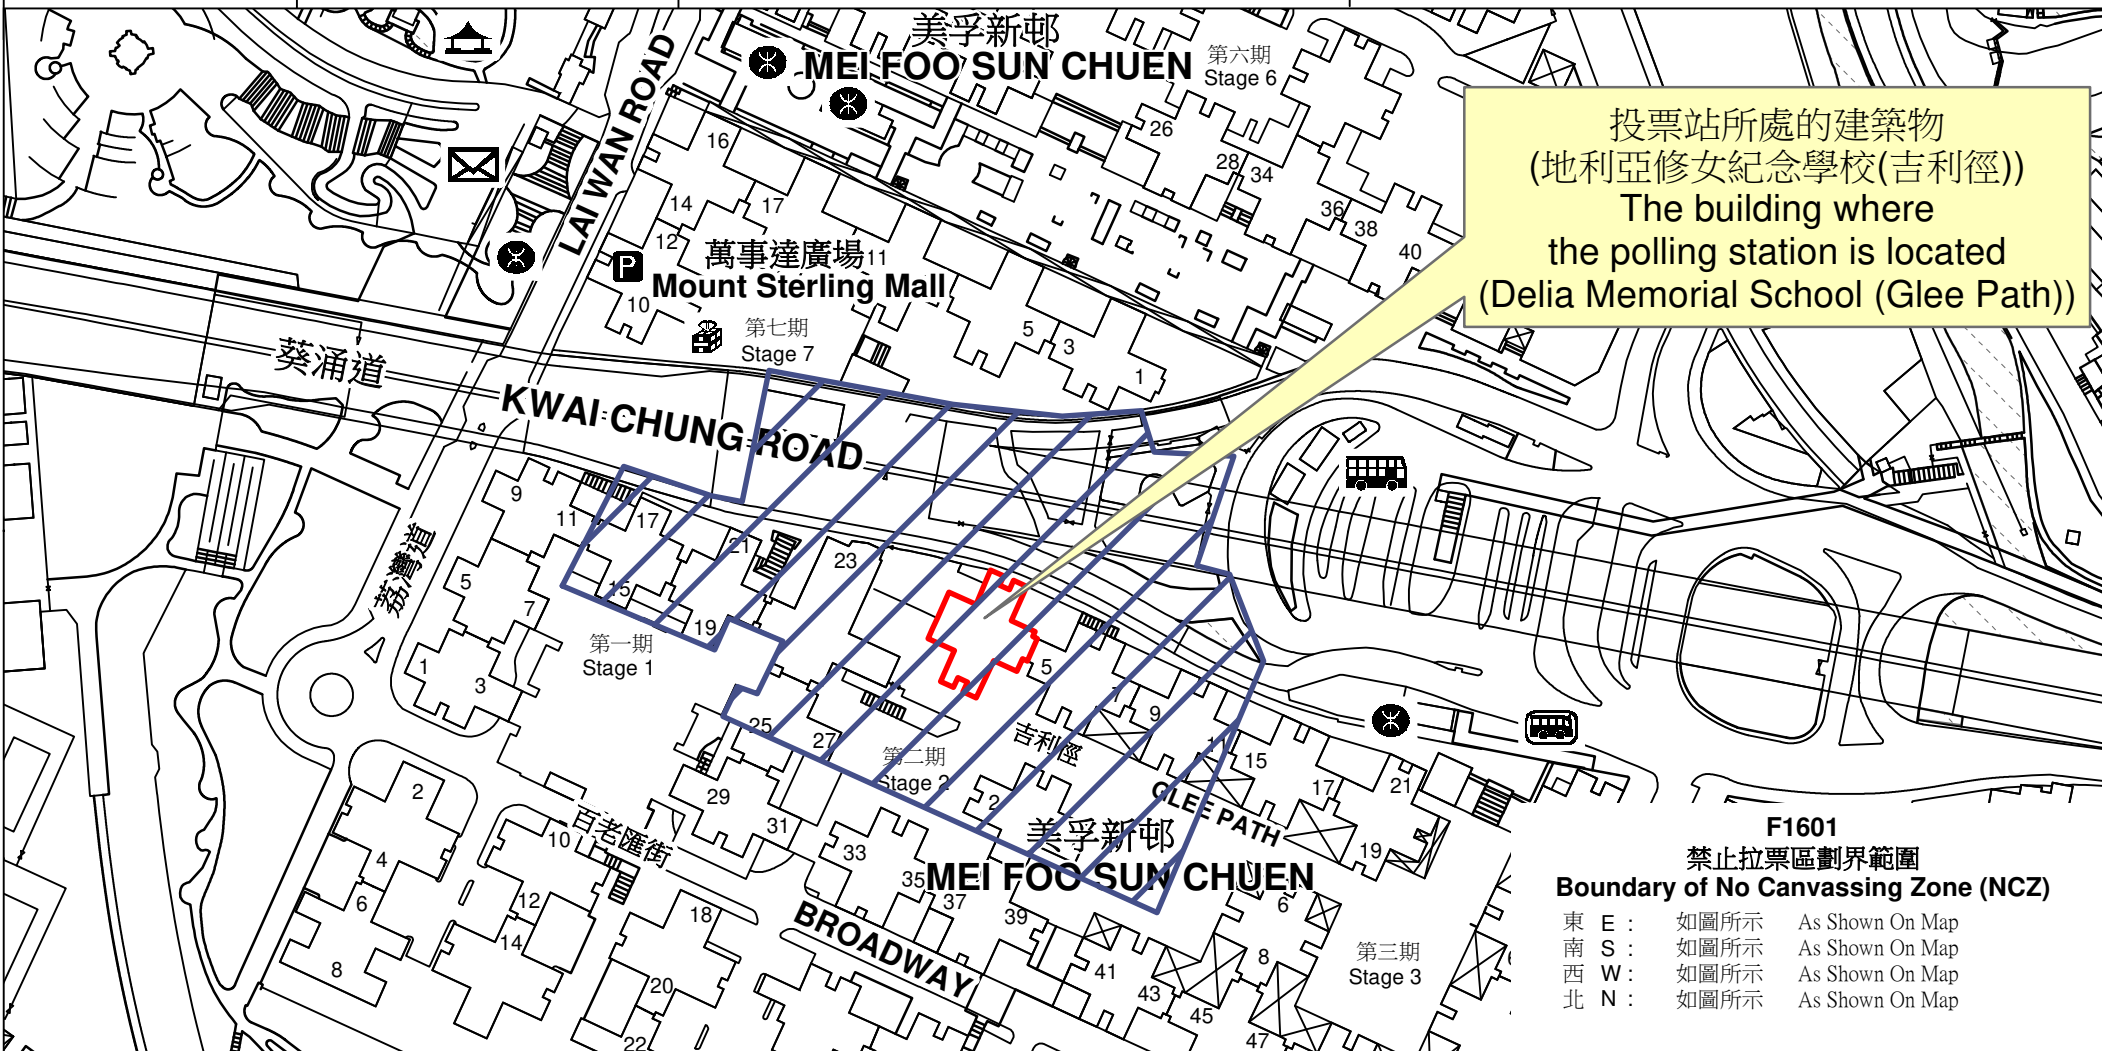 美孚新邨
MEI FOO SUN CHUEN
第六期
Stage 6
LAI WAN ROAD
16
26
28
34
36
38
40
14
17
12
11
萬事達廣場
Mount Sterling Mall
P
10
第七期
Stage 7
5
3
1
投票站所處的建築物
(地利亞修女紀念學校(吉利徑))
The building where
the polling station is located
(Delia Memorial School (Glee Path))
葵涌道
KWAI CHUNG ROAD
荔灣道
9
11
17
21
23
5
7
15
19
1
3
第一期
Stage 1
25
27
第二期
Stage 2
5
7
9
11
15
17
21
19
吉利徑
GLEE PATH
2
美孚新邨
MEI FOO SUN CHUEN
2
4
6
8
10
12
14
18
20
22
百老匯街
BROADWAY
29
31
33
35
37
39
41
43
45
47
6
8
第三期
Stage 3
F1601
禁止拉票區劃界範圍
Boundary of No Canvassing Zone (NCZ)
東 E : 如圖所示 As Shown On Map
南 S : 如圖所示 As Shown On Map
西 W : 如圖所示 As Shown On Map
北 N : 如圖所示 As Shown On Map